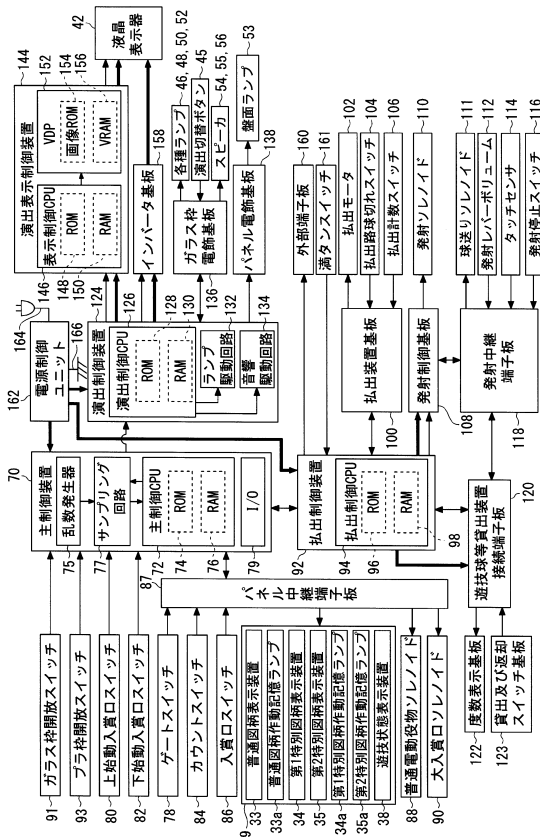 70
主制御装置
75
乱数発生器
77
サンプリング
回路
72
主制御CPU
74
ROM
76
RAM
79
I/O
91
ガラス枠開放スイッチ
93
プラ枠開放スイッチ
80
上始動入賞口スイッチ
82
下始動入賞口スイッチ
78
ゲートスイッチ
84
カウントスイッチ
86
入賞口スイッチ
87
パネル中継端子板
9
33
普通図柄表示装置
33a
普通図柄作動記憶ランプ
34
第1特別図柄表示装置
35
第2特別図柄表示装置
34a
第1特別図柄作動記憶ランプ
35a
第2特別図柄作動記憶ランプ
38
遊技状態表示装置
88
普通電動役物ソレノイド
90
大入賞口ソレノイド
162
電源制御
ユニット
164
166
124
演出制御装置
126
演出制御CPU
128
ROM
130
RAM
132
ランプ
駆動回路
134
音響
駆動回路
144
演出表示制御装置
146
表示制御CPU
148
ROM
150
RAM
152
VDP
154
画像ROM
156
VRAM
42
液晶
表示器
158
インバータ基板
136
ガラス枠
電飾基板
46, 48, 50, 52
各種ランプ
45
演出切替ボタン
54, 55, 56
スピーカ
138
パネル電飾基板
53
盤面ランプ
92
払出制御装置
94
払出制御CPU
96
ROM
98
RAM
160
外部端子板
161
満タンスイッチ
100
払出装置基板
102
払出モータ
104
払出路球切れスイッチ
106
払出計数スイッチ
108
発射制御基板
110
発射ソレノイド
118
発射中継
端子板
111
球送りソレノイド
112
発射レバーボリューム
114
タッチセンサ
116
発射停止スイッチ
120
遊技球等貸出装置
接続端子板
122
度数表示基板
123
貸出及び返却
スイッチ基板